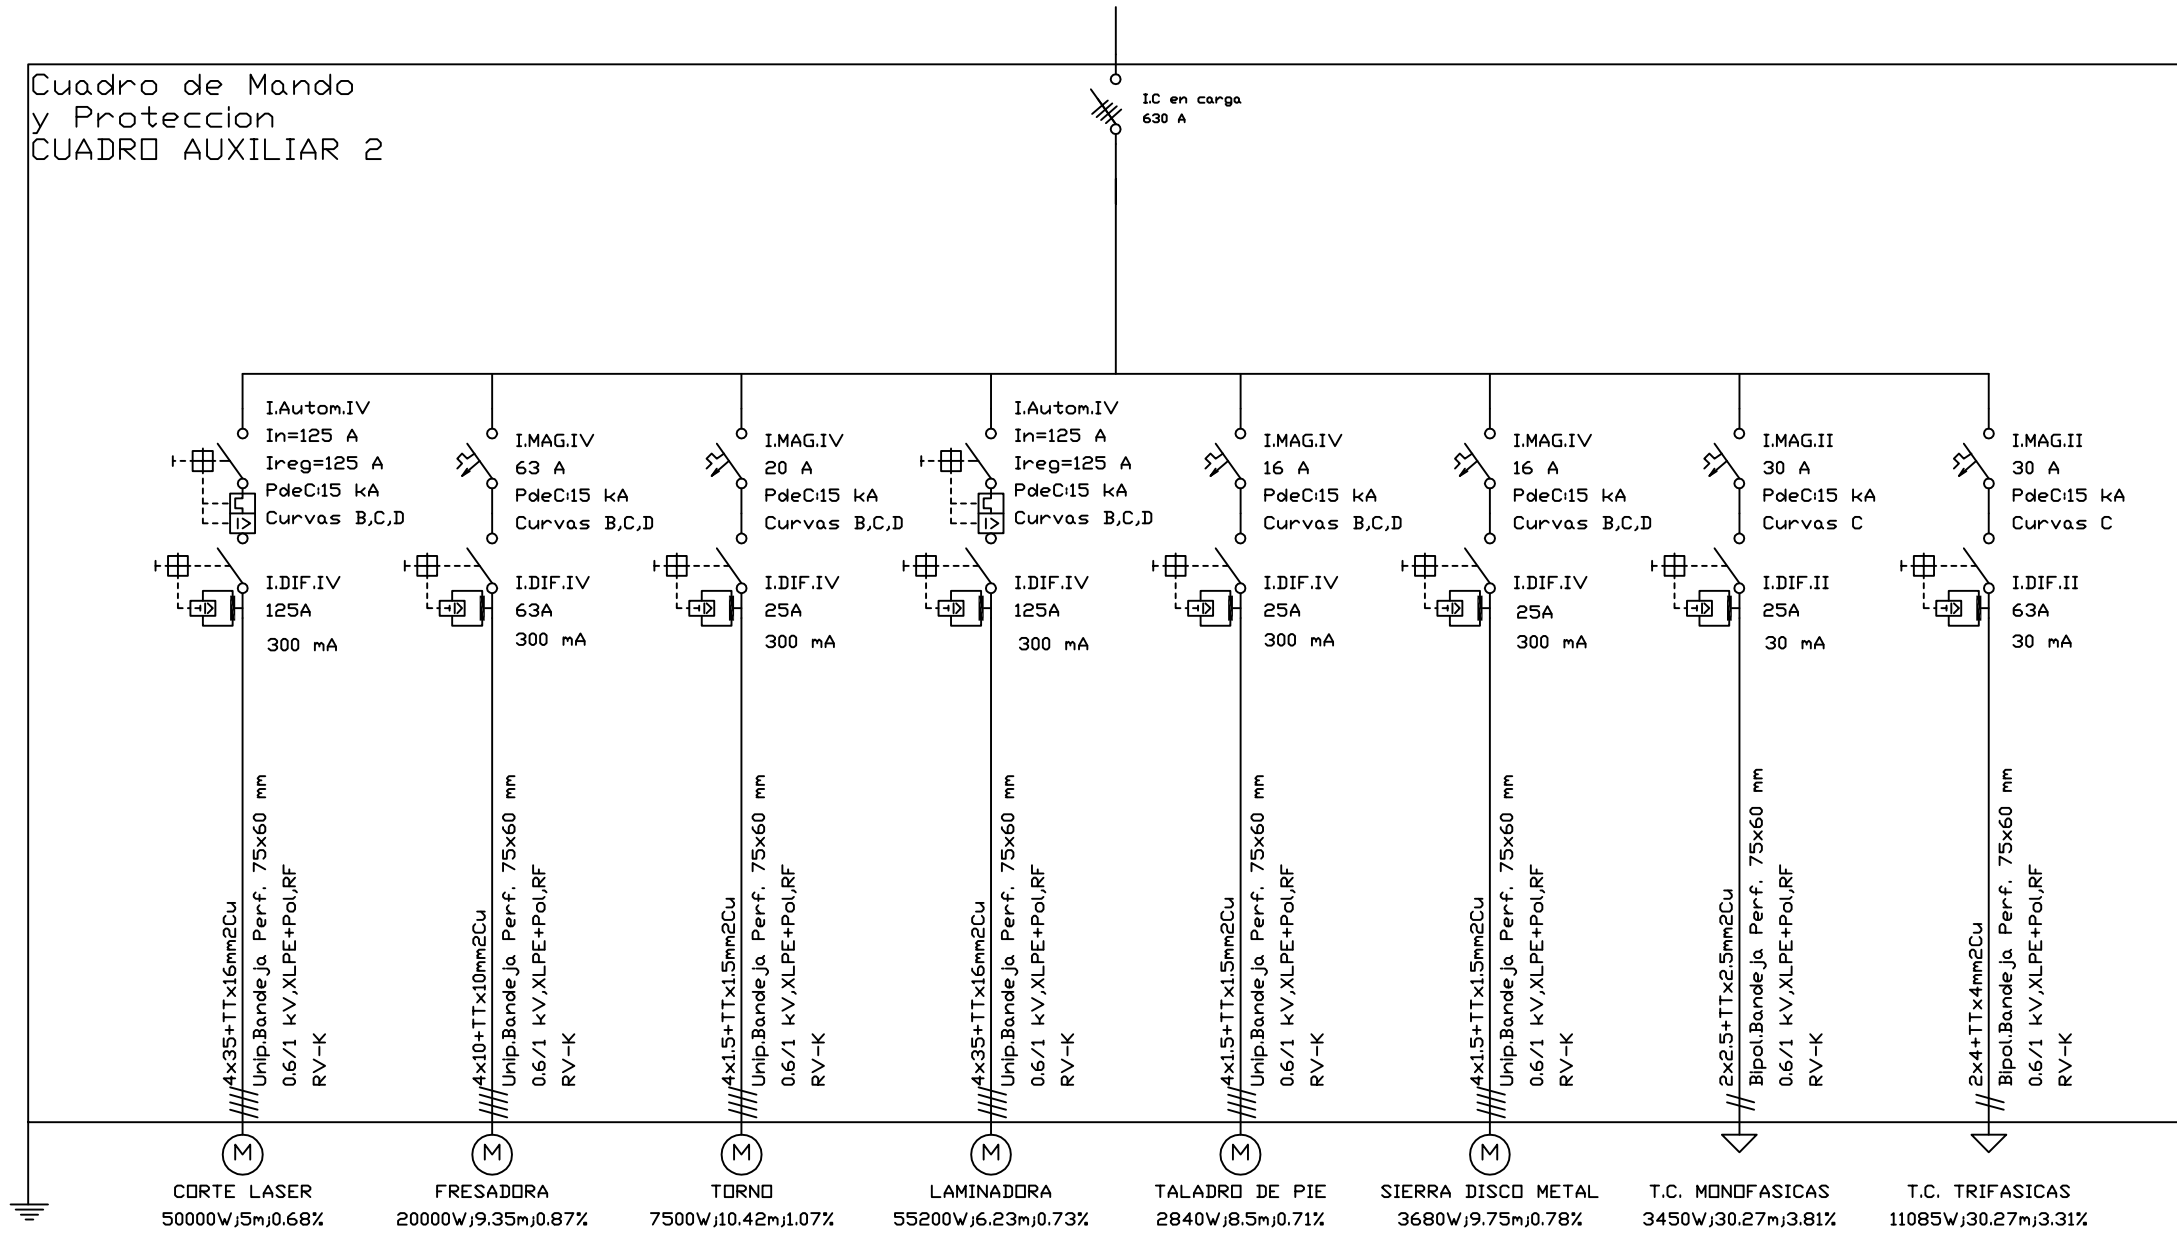 Cuadro de Mando
y Proteccion
CUADRO AUXILIAR 2
I.C en carga
630 A
I.Autom.IV
In=125 A
Ireg=125 A
PdeC:15 kA
Curvas B,C,D
I.DIF.IV
125A
300 mA
4x35+TTx16mm2Cu
Unip.Bandeja Perf. 75x60 mm
0.6/1 kV,XLPE+Pol,RF
RV-K
M
CORTE LASER
50000W;5m;0.68%
I.MAG.IV
63 A
PdeC:15 kA
Curvas B,C,D
I.DIF.IV
63A
300 mA
4x10+TTx10mm2Cu
Unip.Bandeja Perf. 75x60 mm
0.6/1 kV,XLPE+Pol,RF
RV-K
M
FRESADORA
20000W;9.35m;0.87%
I.MAG.IV
20 A
PdeC:15 kA
Curvas B,C,D
I.DIF.IV
25A
300 mA
4x1.5+TTx1.5mm2Cu
Unip.Bandeja Perf. 75x60 mm
0.6/1 kV,XLPE+Pol,RF
RV-K
M
TORNO
7500W;10.42m;1.07%
I.Autom.IV
In=125 A
Ireg=125 A
PdeC:15 kA
Curvas B,C,D
I.DIF.IV
125A
300 mA
4x35+TTx16mm2Cu
Unip.Bandeja Perf. 75x60 mm
0.6/1 kV,XLPE+Pol,RF
RV-K
M
LAMINADORA
55200W;6.23m;0.73%
I.MAG.IV
16 A
PdeC:15 kA
Curvas B,C,D
I.DIF.IV
25A
300 mA
4x1.5+TTx1.5mm2Cu
Unip.Bandeja Perf. 75x60 mm
0.6/1 kV,XLPE+Pol,RF
RV-K
M
TALADRO DE PIE
2840W;8.5m;0.71%
I.MAG.IV
16 A
PdeC:15 kA
Curvas B,C,D
I.DIF.IV
25A
300 mA
4x1.5+TTx1.5mm2Cu
Unip.Bandeja Perf. 75x60 mm
0.6/1 kV,XLPE+Pol,RF
RV-K
M
SIERRA DISCO METAL
3680W;9.75m;0.78%
I.MAG.II
30 A
PdeC:15 kA
Curvas C
I.DIF.II
25A
30 mA
2x2.5+TTx2.5mm2Cu
Bipol.Bandeja Perf. 75x60 mm
0.6/1 kV,XLPE+Pol,RF
RV-K
T.C. MONOFASICAS
3450W;30.27m;3.81%
I.MAG.II
30 A
PdeC:15 kA
Curvas C
I.DIF.II
63A
30 mA
2x4+TTx4mm2Cu
Bipol.Bandeja Perf. 75x60 mm
0.6/1 kV,XLPE+Pol,RF
RV-K
T.C. TRIFASICAS
11085W;30.27m;3.31%